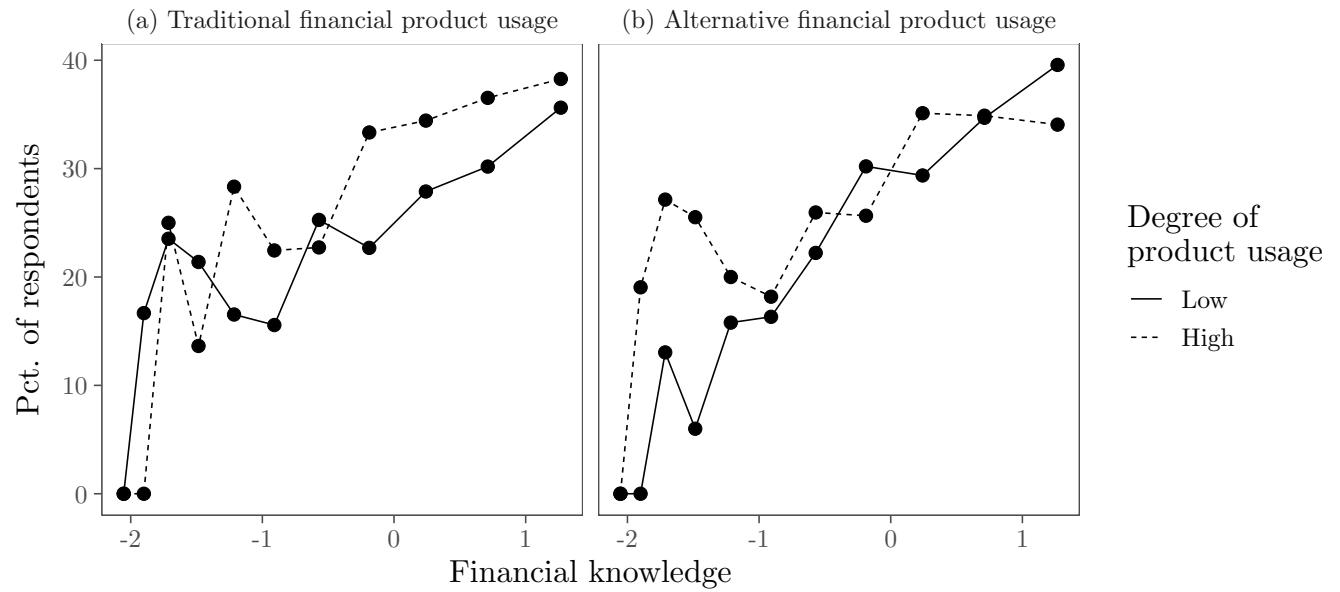 (a) Traditional financial product usage
(b) Alternative financial product usage
Pct. of respondents
40
30
20
10
0
-2 -1 0 1
-2 -1 0 1
Financial knowledge
Degree of
product usage
Low
High